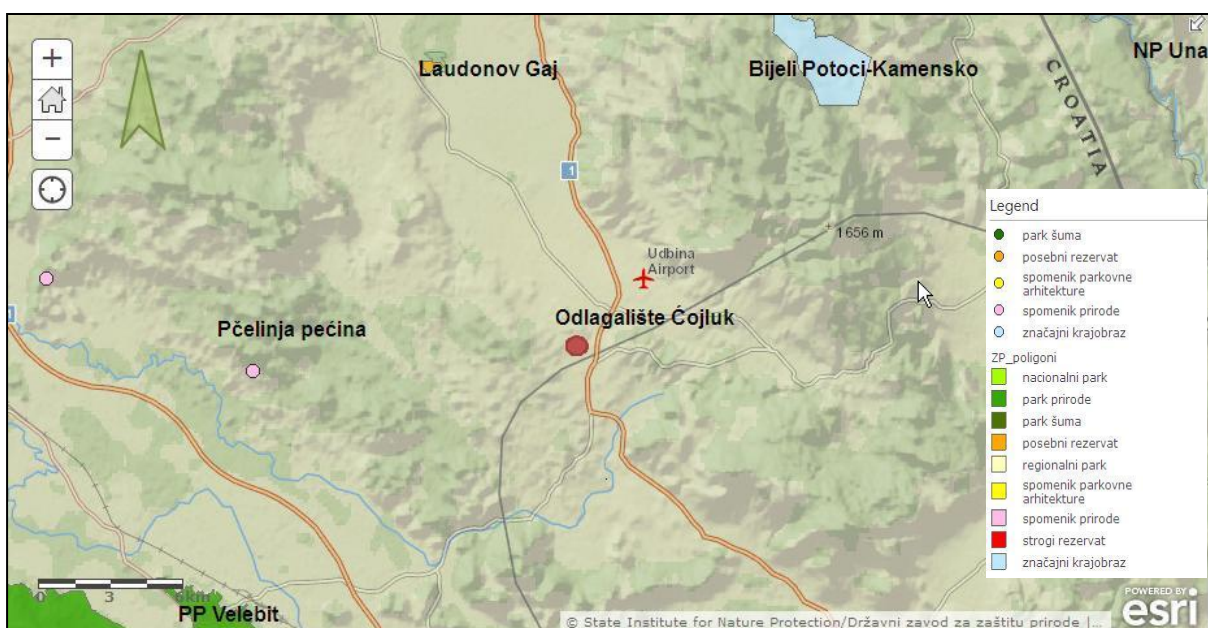 Laudonov Gaj
Bijeli Potoci-Kamensko
NP Una
CROATIA
1
1656 m
Udbina
Airport
Odlagalište Ćojluk
Pčelinja pećina
1
Legend
park šuma
posebni rezervat
spomenik parkovne
arhitekture
spomenik prirode
značajni krajobraz
ZP_poligoni
nacionalni park
park prirode
park šuma
posebni rezervat
regionalni park
spomenik parkovne
arhitekture
spomenik prirode
strogi rezervat
značajni krajobraz
0 3 6km
PP Velebit
© State Institute for Nature Protection/Državni zavod za zaštitu prirode |...
POWERED BY
esri